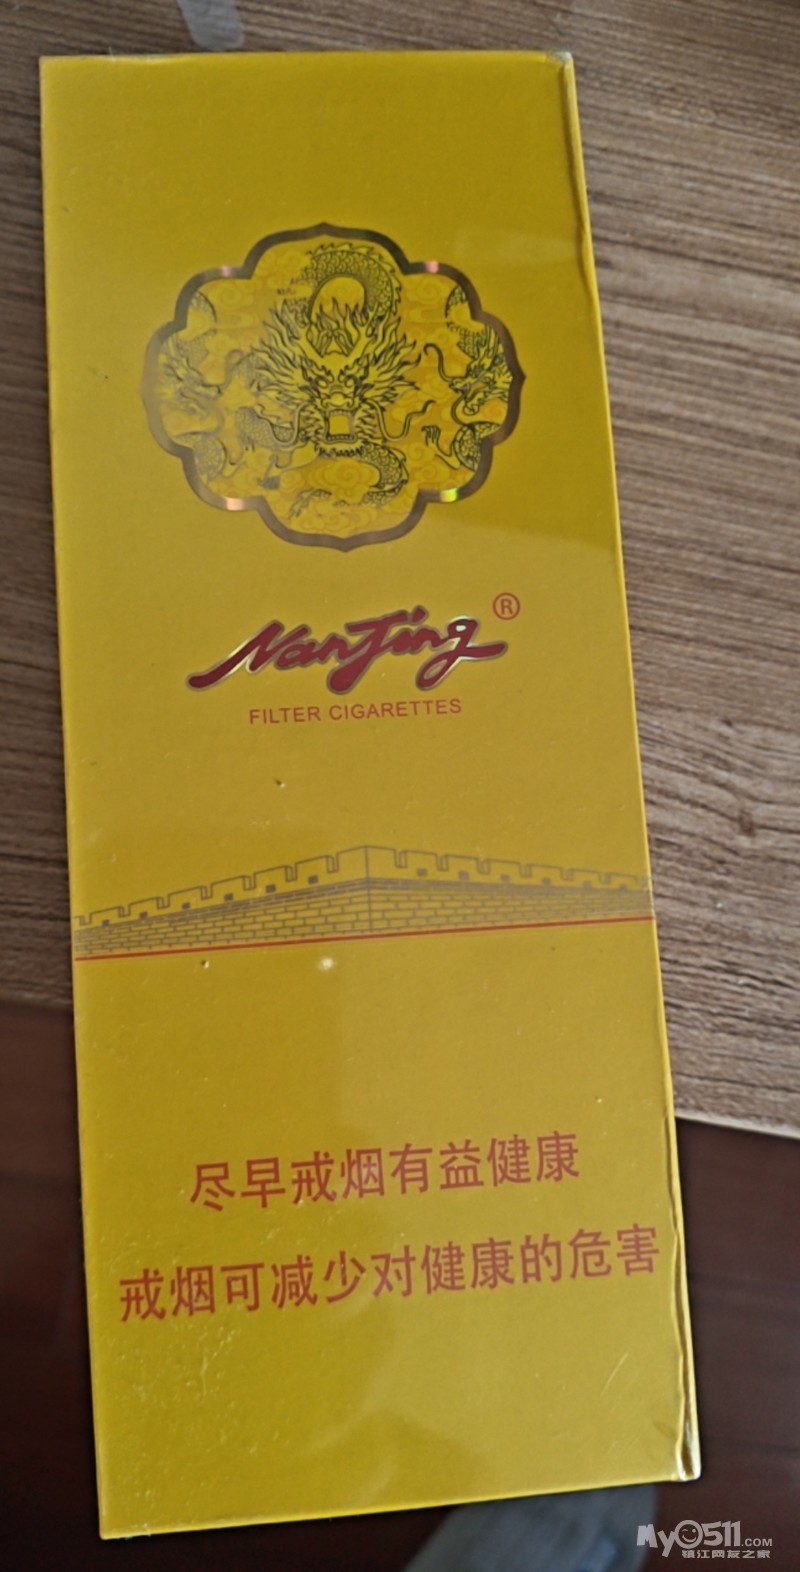 NanJing®
FILTER CIGARETTES
尽早戒烟有益健康
戒烟可减少对健康的危害
MyO511.COM
镇江网友之家